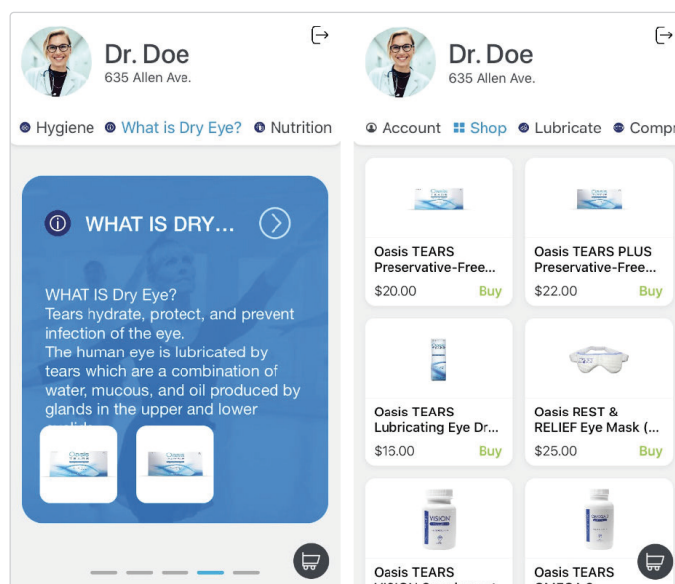 Dr. Doe
635 Allen Ave.
Hygiene What is Dry Eye? Nutrition
WHAT IS DRY...
WHAT IS Dry Eye?
Tears hydrate, protect, and prevent
infection of the eye.
The human eye is lubricated by
tears which are a combination of
water, mucous, and oil produced by
glands in the upper and lower
Dr. Doe
635 Allen Ave.
Account Shop Lubricate Compr
Oasis TEARS
Preservative-Free...
$20.00 Buy
Oasis TEARS PLUS
Preservative-Free...
$22.00 Buy
Oasis TEARS
Lubricating Eye Dr...
$16.00 Buy
Oasis REST &
RELIEF Eye Mask (...
$25.00 Buy
VISION
Oasis TEARS
Oasis TEARS